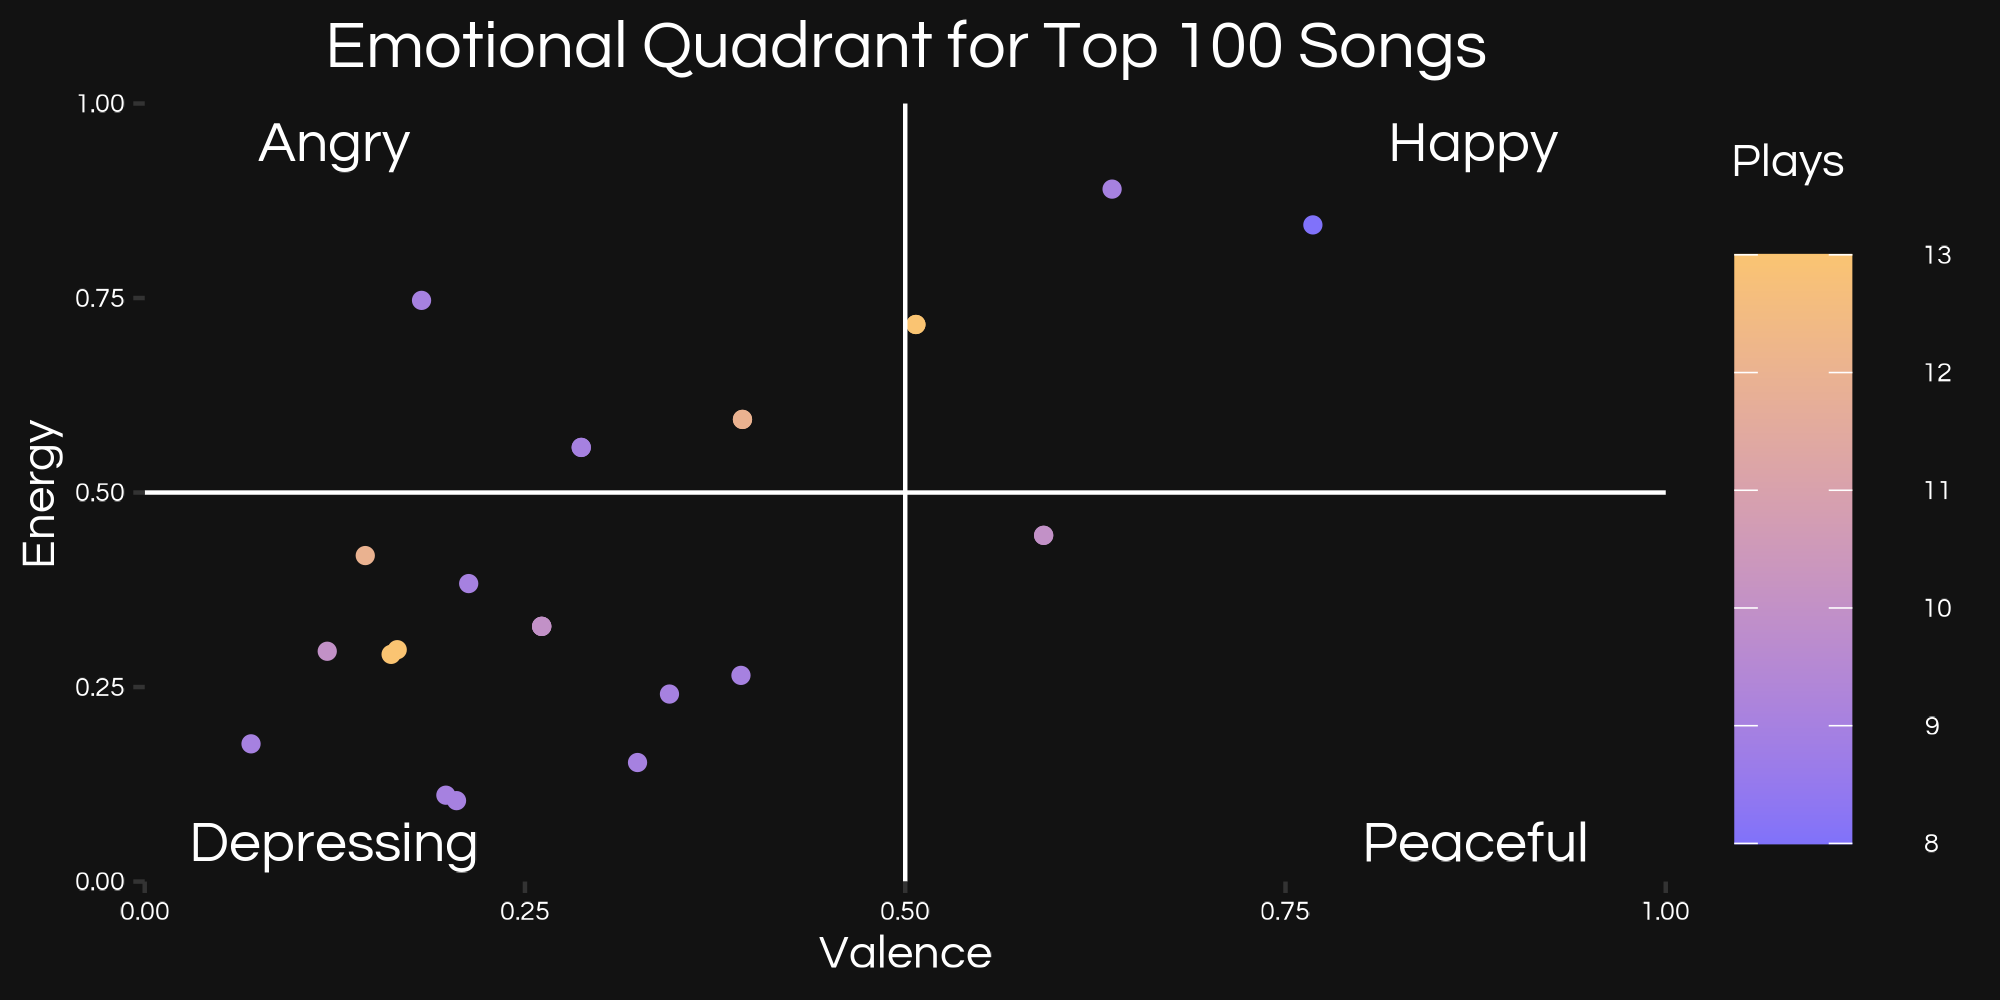 Emotional Quadrant for Top 100 Songs
Angry
Happy
Depressing
Peaceful
Energy
1.00
0.75
0.50
0.25
0.00
0.00
0.25
0.50
0.75
1.00
Valence
Plays
13
12
11
10
9
8